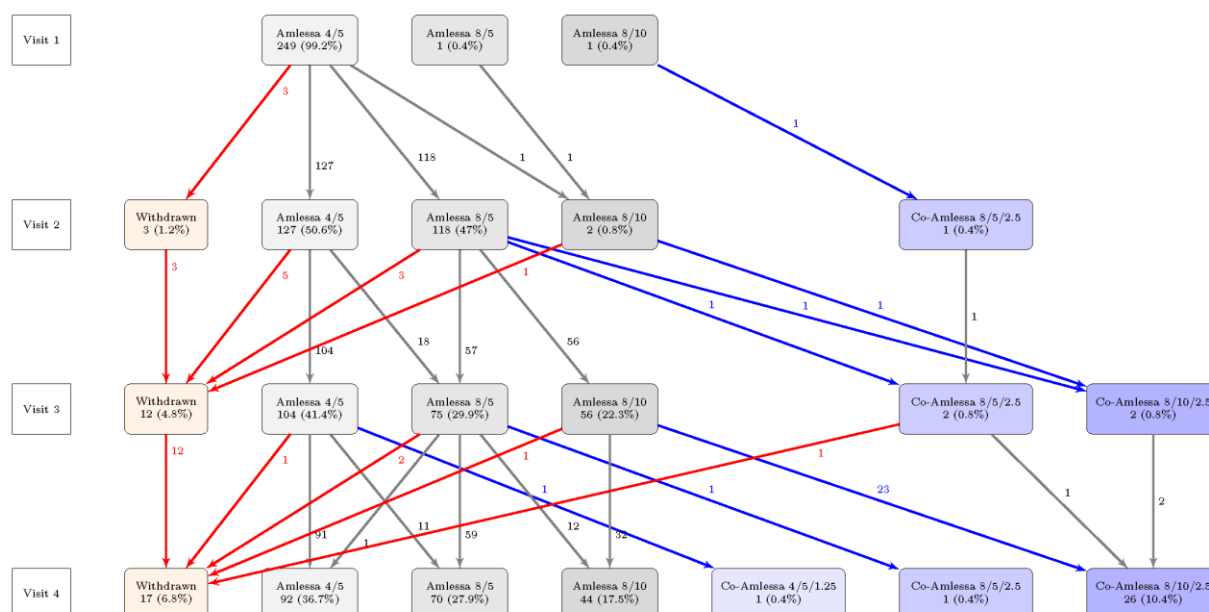 Visit 1
Amlessa 4/5
249 (99.2%)
Amlessa 8/5
1 (0.4%)
Amlessa 8/10
1 (0.4%)
3
127
118
1
1
1
Visit 2
Withdrawn
3 (1.2%)
Amlessa 4/5
127 (50.6%)
Amlessa 8/5
118 (47%)
Amlessa 8/10
2 (0.8%)
Co-Amlessa 8/5/2.5
1 (0.4%)
3
5
3
1
1
1
1
1
104
18
57
56
Visit 3
Withdrawn
12 (4.8%)
Amlessa 4/5
104 (41.4%)
Amlessa 8/5
75 (29.9%)
Amlessa 8/10
56 (22.3%)
Co-Amlessa 8/5/2.5
2 (0.8%)
Co-Amlessa 8/10/2.5
2 (0.8%)
12
1
2
1
1
1
1
23
1
2
91
1
11
59
12
32
Visit 4
Withdrawn
17 (6.8%)
Amlessa 4/5
92 (36.7%)
Amlessa 8/5
70 (27.9%)
Amlessa 8/10
44 (17.5%)
Co-Amlessa 4/5/1.25
1 (0.4%)
Co-Amlessa 8/5/2.5
1 (0.4%)
Co-Amlessa 8/10/2.5
26 (10.4%)